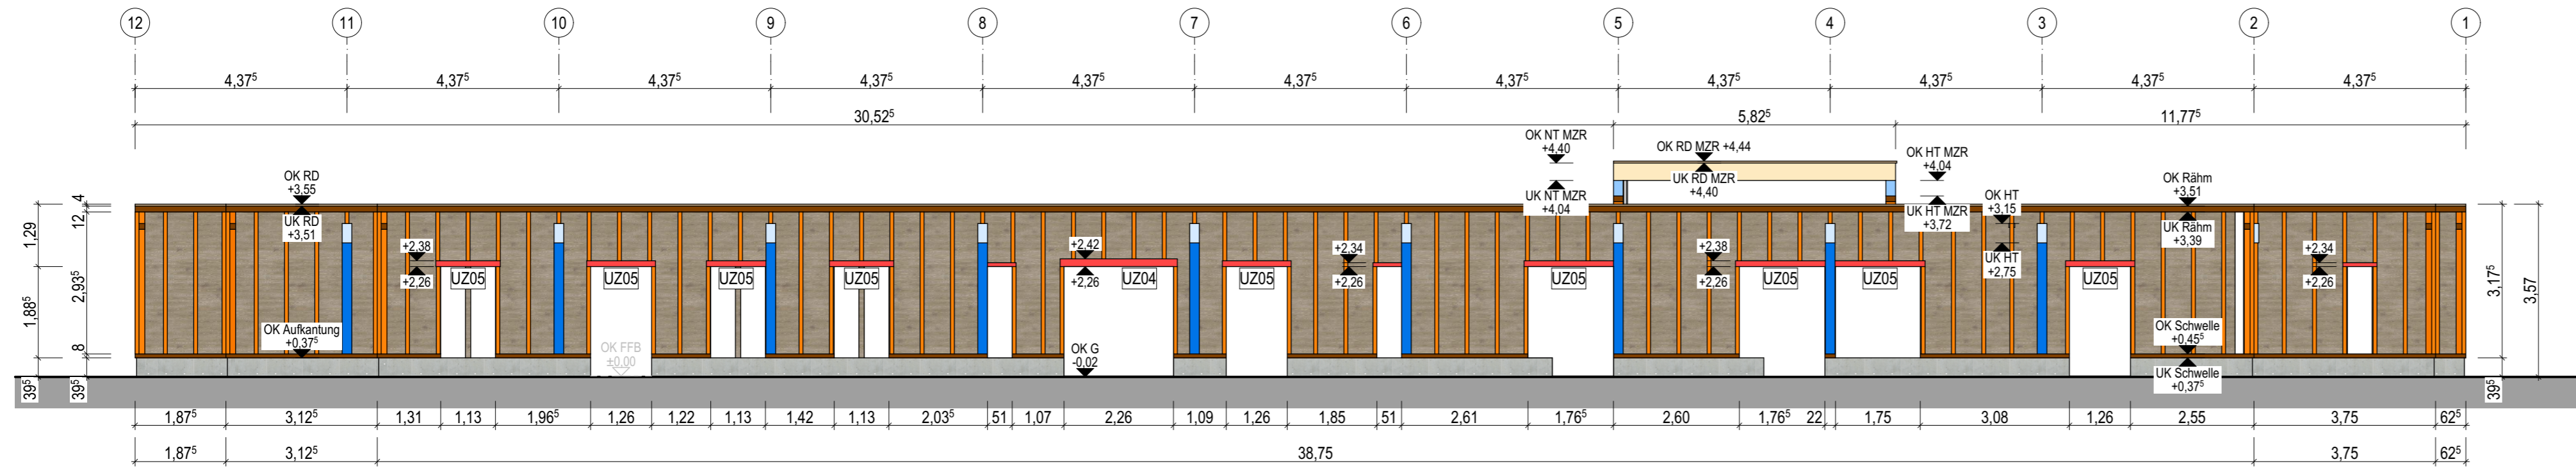 12 11 10 9 8 7 6 5 4 3 2 1
4,37⁵ 4,37⁵ 4,37⁵ 4,37⁵ 4,37⁵ 4,37⁵ 4,37⁵ 4,37⁵ 4,37⁵ 4,37⁵ 4,37⁵
30,52⁵ 5,82⁵ 11,77⁵
OK NT MZR
+4,40
UK NT MZR
+4,04
OK RD MZR +4,44
UK RD MZR
+4,40
OK HT MZR
+4,04
UK HT MZR
+3,72
OK RD
+3,55
UK RD
+3,51
OK HT
+3,15
UK HT
+2,75
OK Rähm
+3,51
UK Rähm
+3,39
1,29
1,88⁵
39⁵
4
12
2,93⁵
8
39⁵
+2,38
+2,26
UZ05
UZ05
UZ05
UZ05
+2,42
+2,26
UZ04
UZ05
+2,34
+2,26
UZ05
+2,38
+2,26
UZ05
UZ05
UZ05
+2,34
+2,26
OK Aufkantung
+0,37⁵
OK FFB
±0,00
OK G
-0,02
OK Schwelle
+0,45⁵
UK Schwelle
+0,37⁵
3,17⁵
39⁵
3,57
1,87⁵ 3,12⁵ 1,31 1,13 1,96⁵ 1,26 1,22 1,13 1,42 1,13 2,03⁵ 51 1,07 2,26 1,09 1,26 1,85 51 2,61 1,76⁵ 2,60 1,76⁵ 22 1,75 3,08 1,26 2,55 3,75 62⁵
1,87⁵ 3,12⁵ 38,75 3,75 62⁵